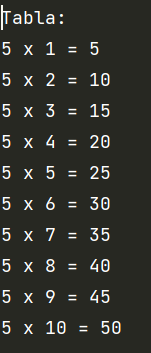 Tabla:
5 x 1 = 5
5 x 2 = 10
5 x 3 = 15
5 x 4 = 20
5 x 5 = 25
5 x 6 = 30
5 x 7 = 35
5 x 8 = 40
5 x 9 = 45
5 x 10 = 50